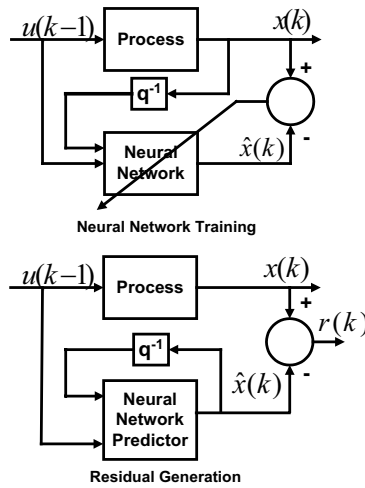 u(k−1) Process x(k)
q⁻¹
+
Neural
Network
x̂(k) -
Neural Network Training
u(k−1) Process x(k)
+
r(k)
q⁻¹
-
Neural
Network
Predictor
x̂(k)
Residual Generation